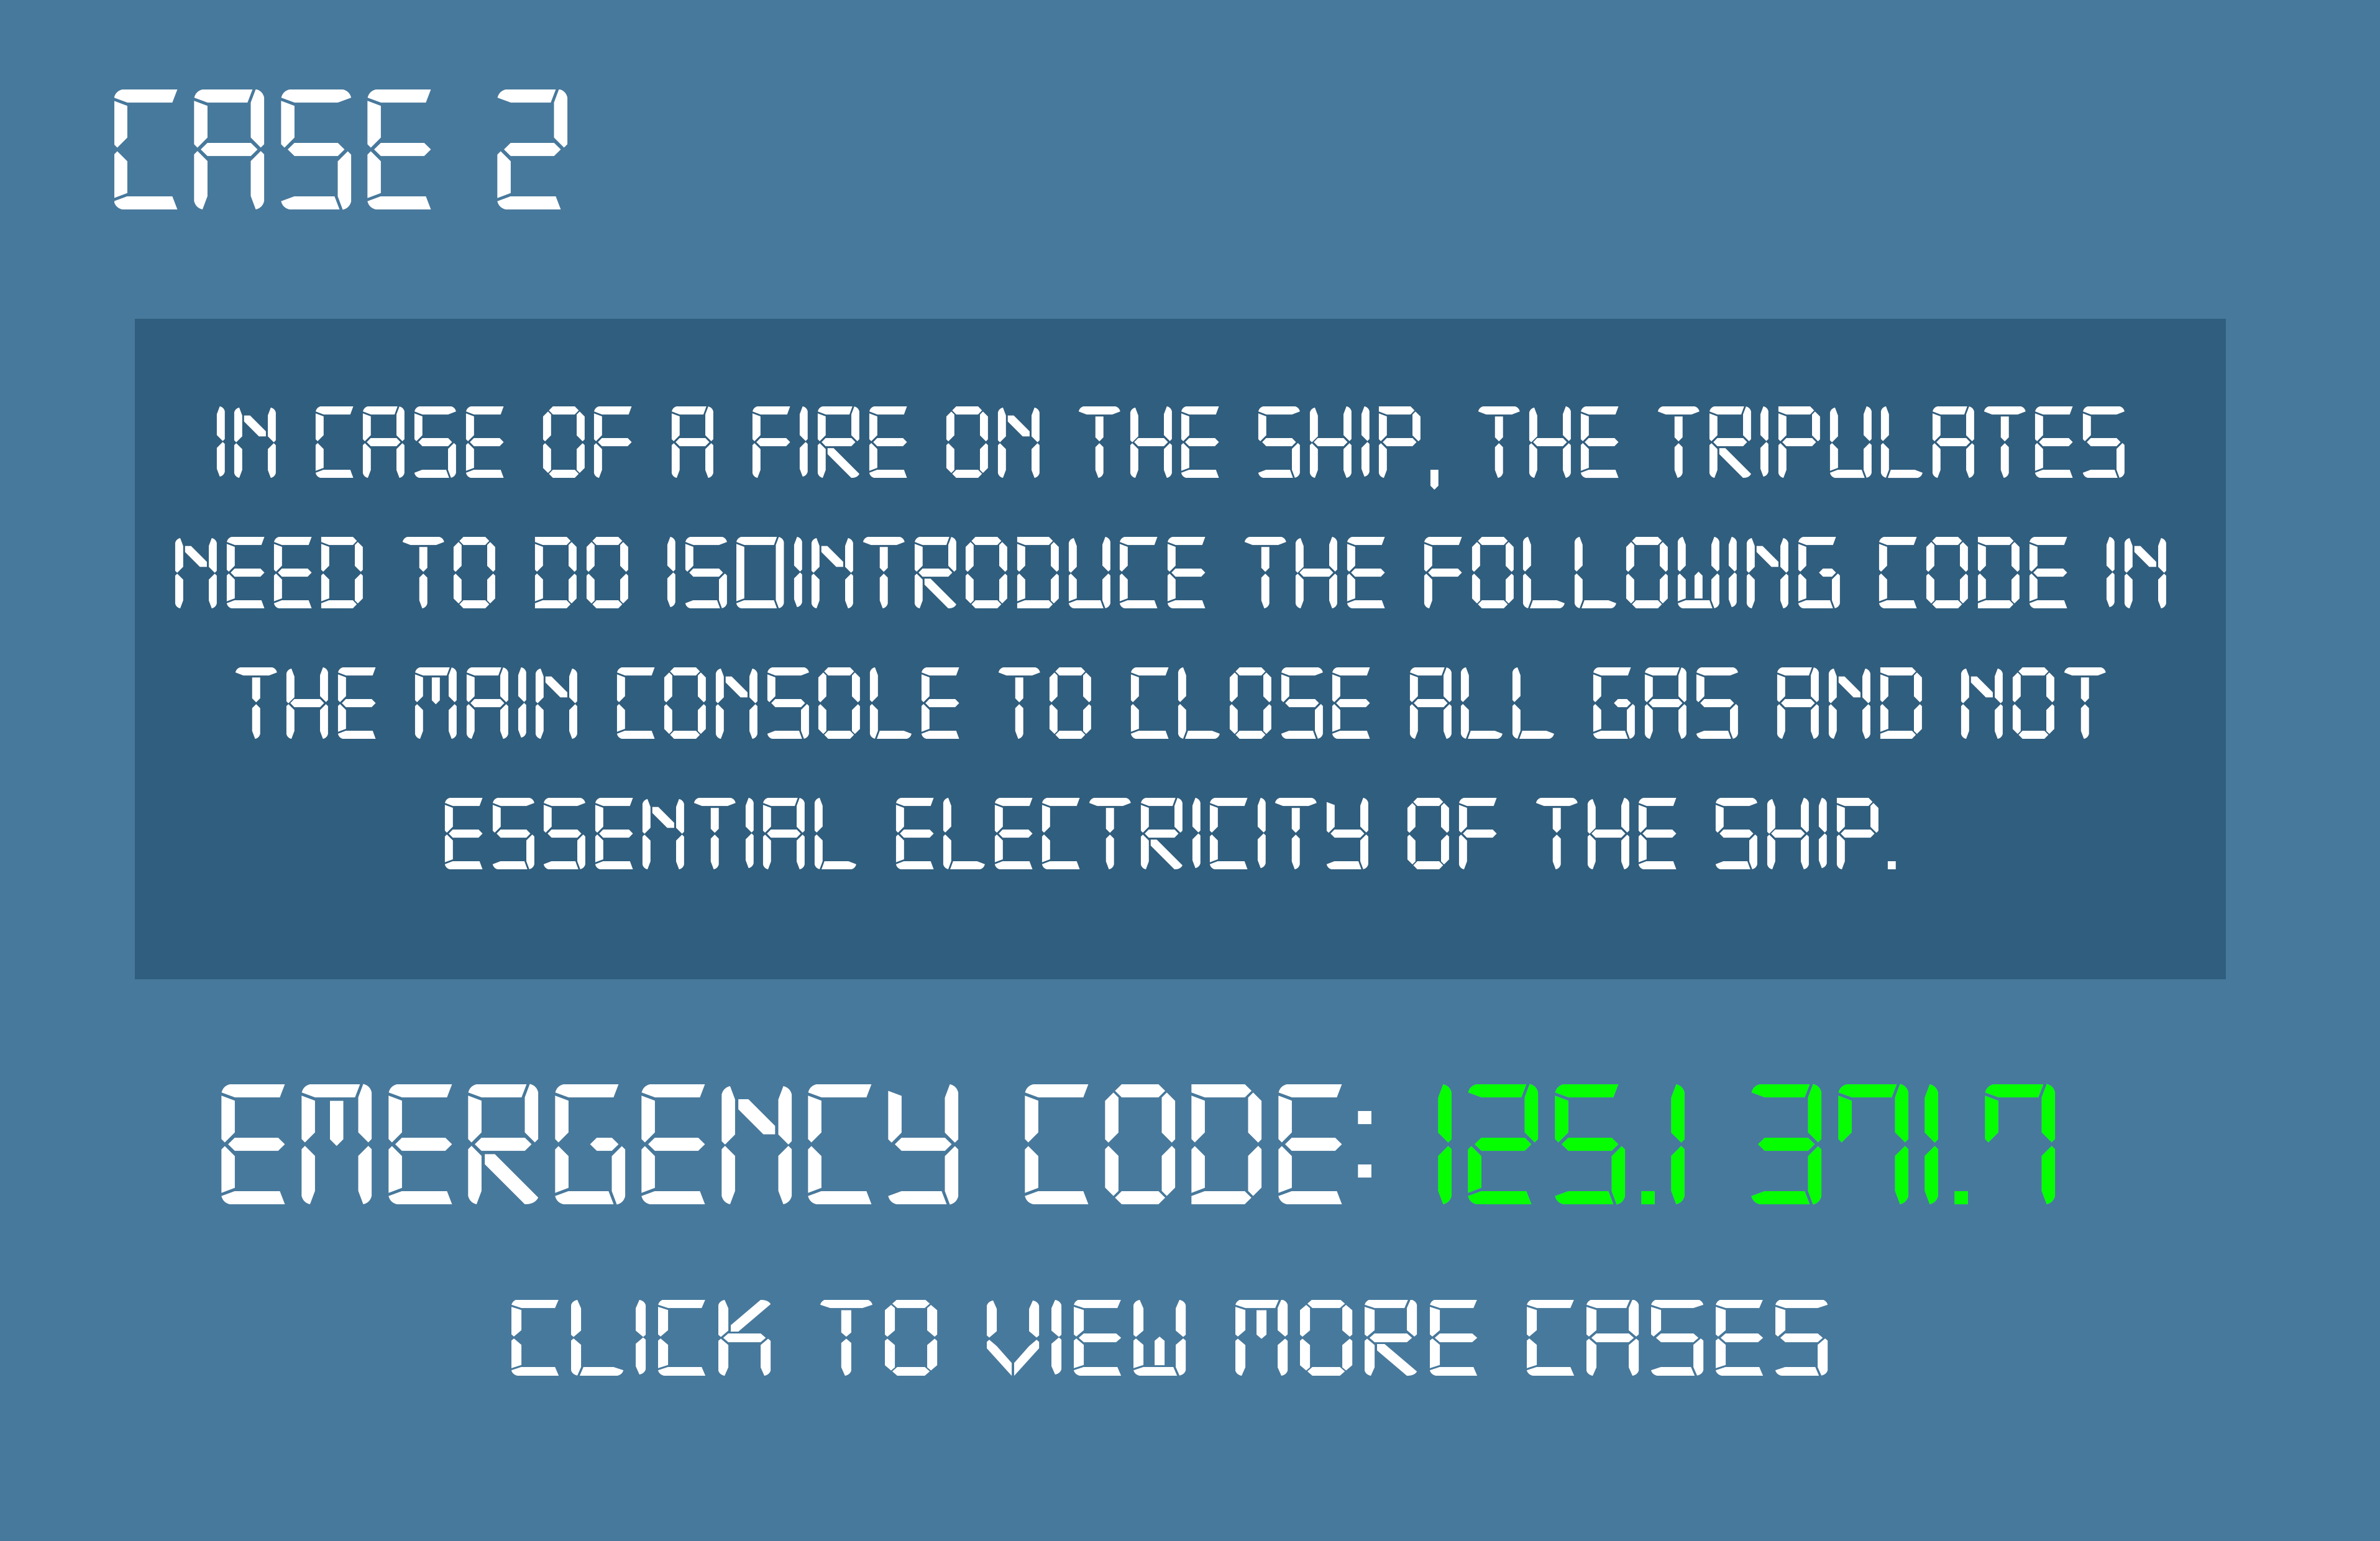 CASE 2
IN CASE OF A FIRE ON THE SHIP, THE TRIPULATES
NEED TO DO IS0INTRODUCE THE FOLLOWING CODE IN
THE MAIN CONSOLE TO CLOSE ALL GAS AND NOT
ESSENTIAL ELECTRICITY OF THE SHIP.
EMERGENCY CODE: 125.1 371.7
CLICK TO VIEW MORE CASES